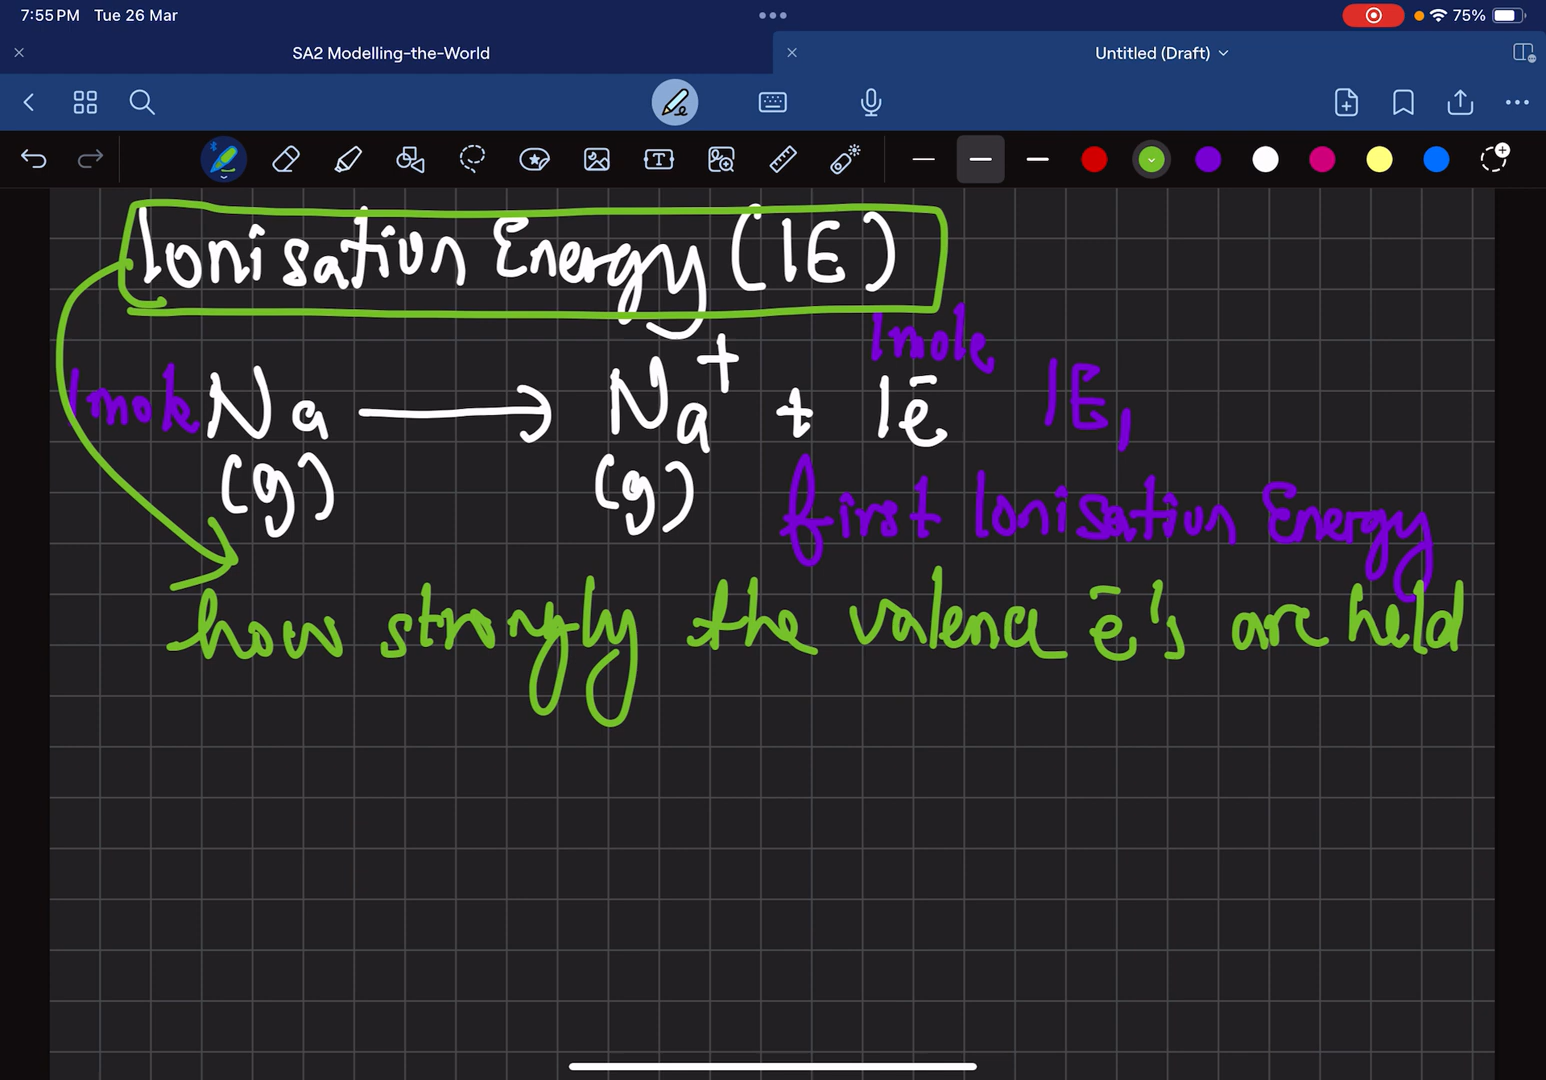 7:55 PM Tue 26 Mar
75%
SA2 Modelling-the-World
Untitled (Draft)
T
Ionisation Energy (IE)
1mole
1mole Na ⟶ Na⁺ + 1ē IE₁
(g) (g) first Ionisation Energy
how strongly the valence ē's are held